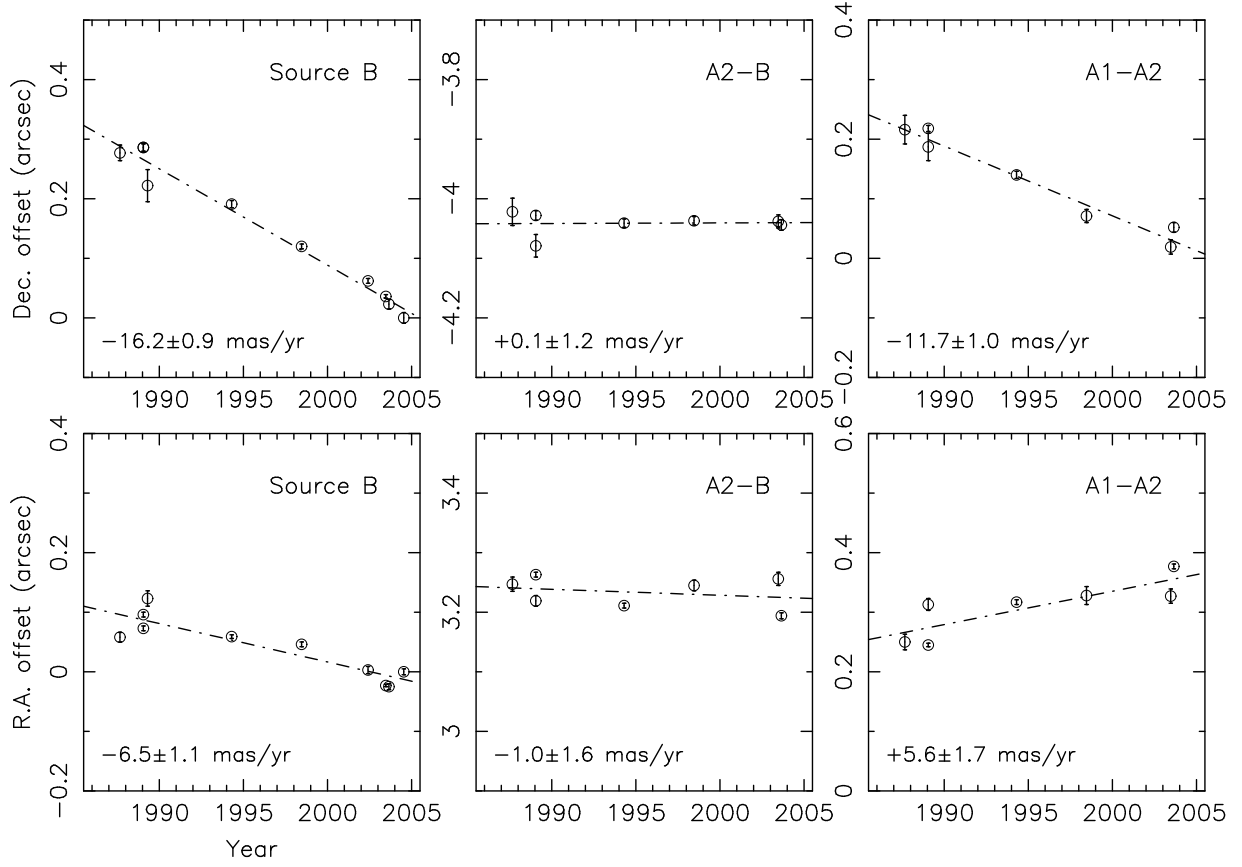 Dec. offset (arcsec)
0.4
0.2
0
Source B
−16.2±0.9 mas/yr
1990 1995 2000 2005
−3.8
−4
−4.2
A2−B
+0.1±1.2 mas/yr
1990 1995 2000 2005
0.4
0.2
0
−0.2
A1−A2
−11.7±1.0 mas/yr
1990 1995 2000 2005
R.A. offset (arcsec)
0.4
0.2
0
−0.2
Source B
−6.5±1.1 mas/yr
1990 1995 2000 2005
Year
3.4
3.2
3
A2−B
−1.0±1.6 mas/yr
1990 1995 2000 2005
0.6
0.4
0.2
0
A1−A2
+5.6±1.7 mas/yr
1990 1995 2000 2005